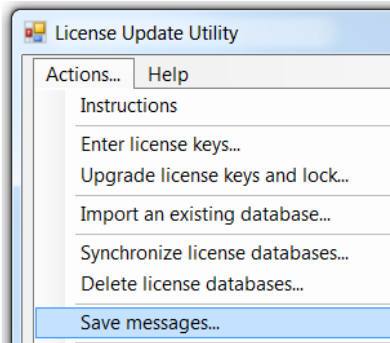 License Update Utility
Actions... Help
Instructions
Enter license keys...
Upgrade license keys and lock...
Import an existing database...
Synchronize license databases...
Delete license databases...
Save messages...